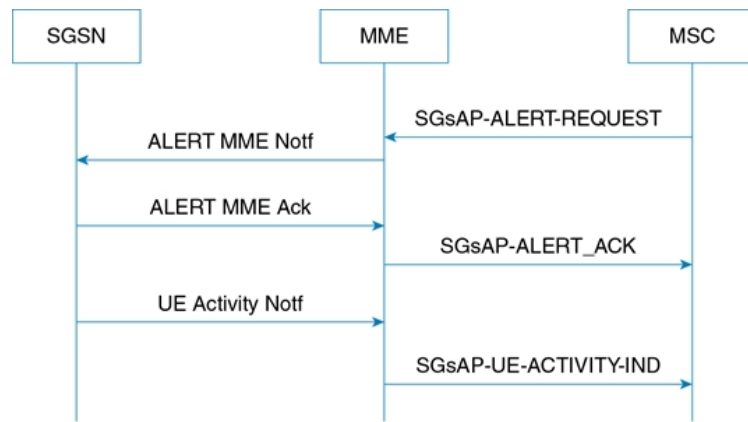 SGSN
MME
MSC
SGsAP-ALERT-REQUEST
ALERT MME Notf
ALERT MME Ack
SGsAP-ALERT_ACK
UE Activity Notf
SGsAP-UE-ACTIVITY-IND